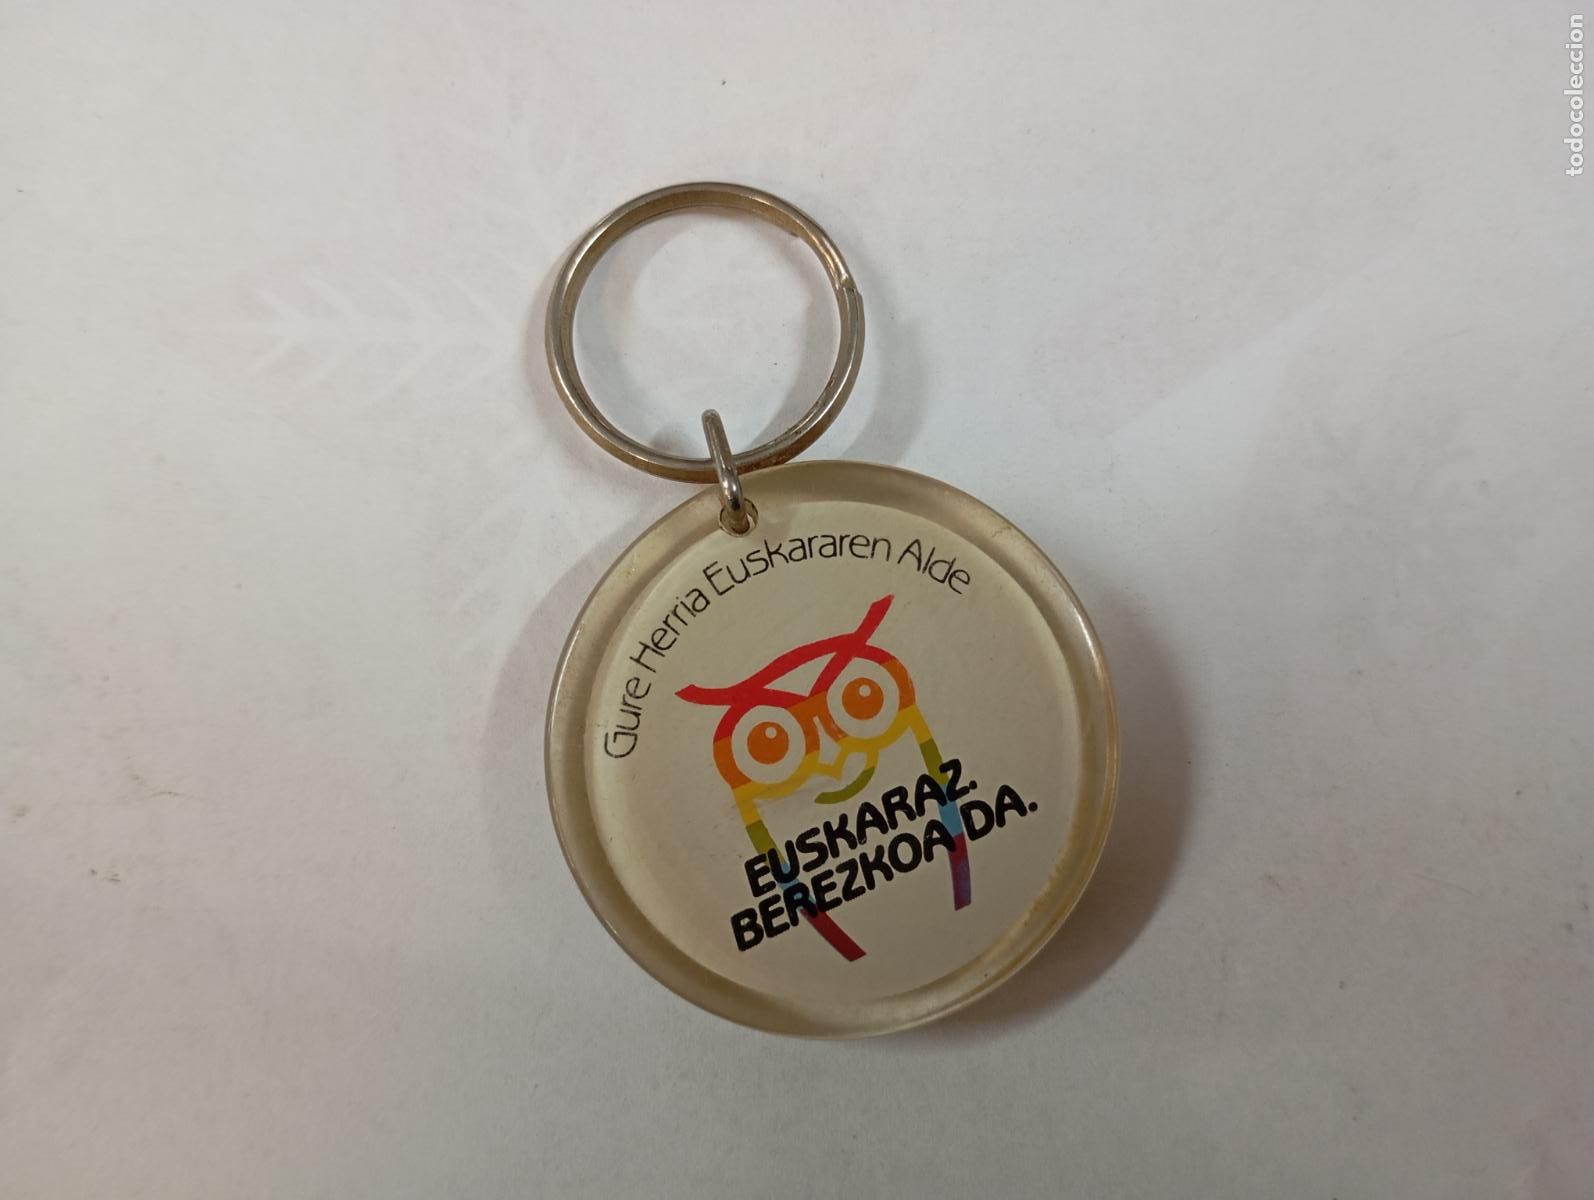 Gure Herria Euskararen Alde
EUSKARAZ.
BEREZKOA DA.
todocoleccion